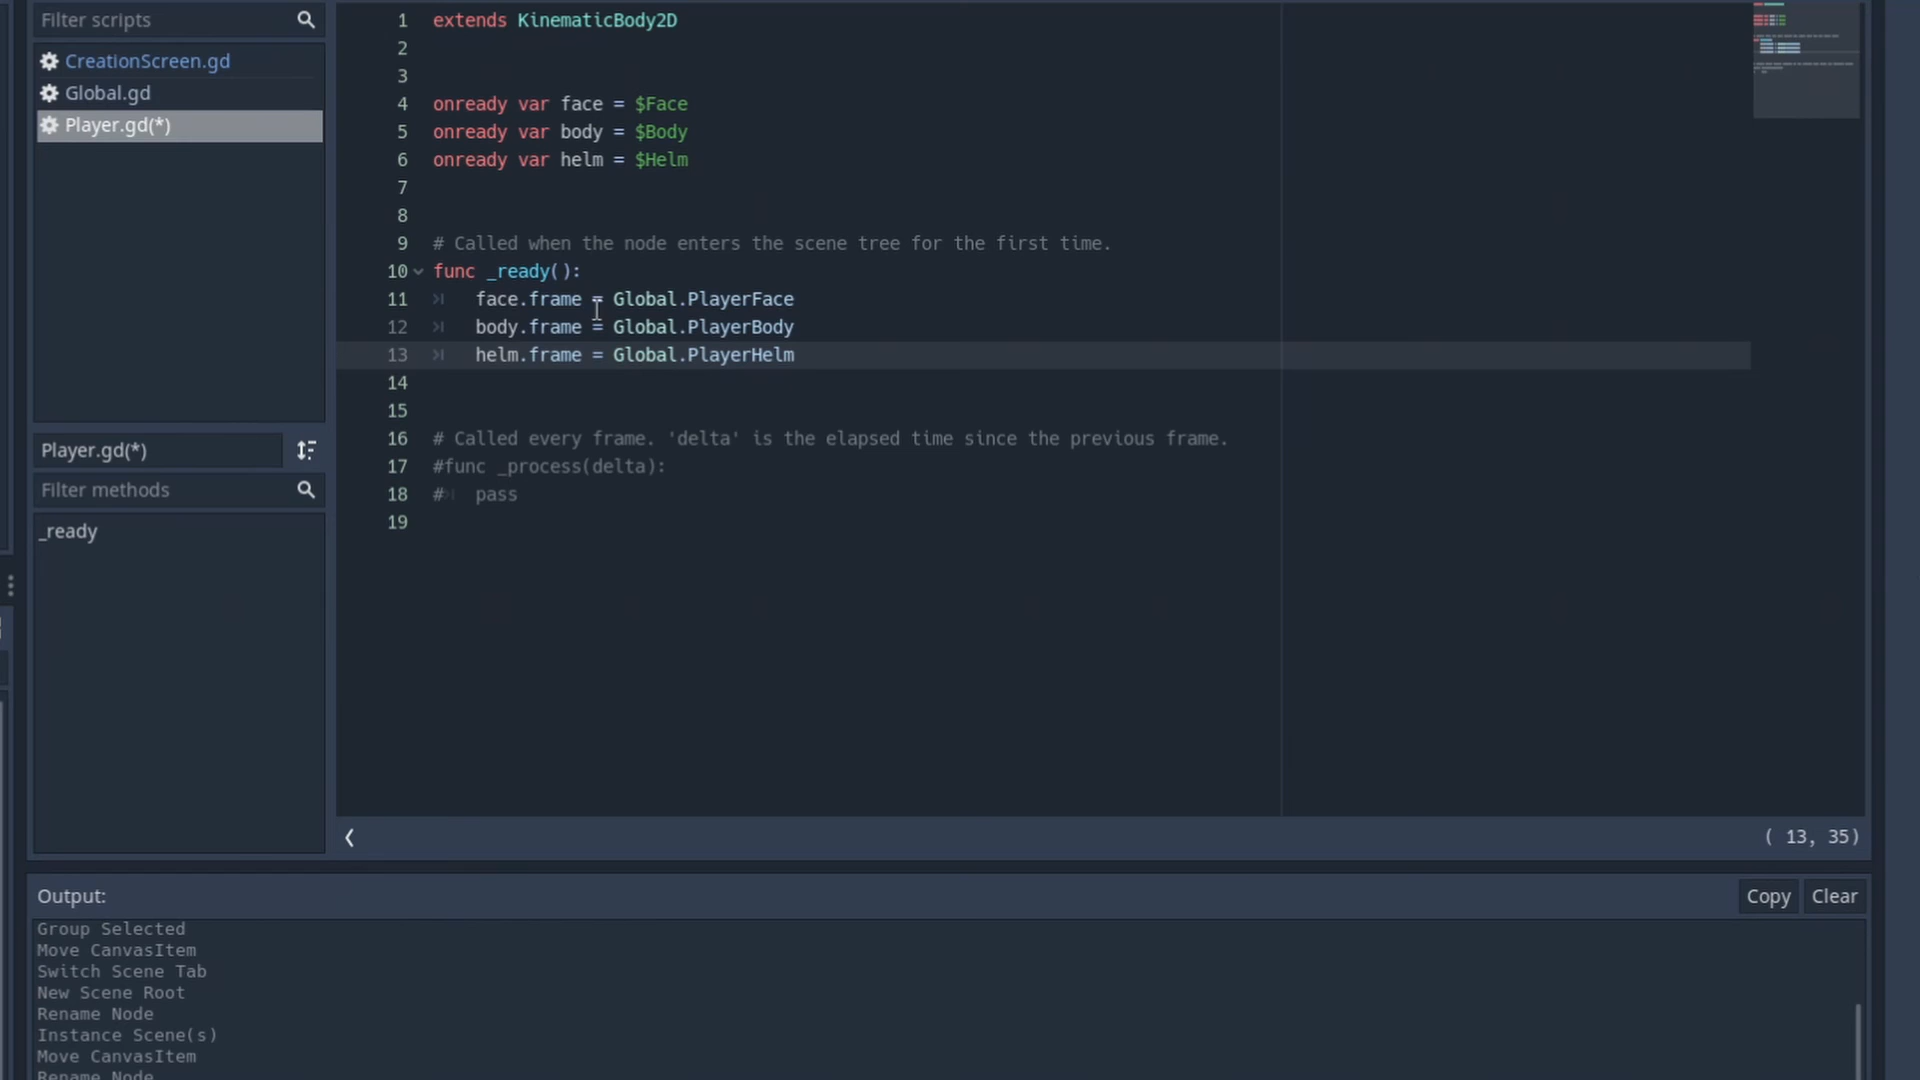 Filter scripts
CreationScreen.gd
Global.gd
Player.gd(*)
Player.gd(*)
Filter methods
_ready
1 extends KinematicBody2D
2
3
4 onready var face = $Face
5 onready var body = $Body
6 onready var helm = $Helm
7
8
9 # Called when the node enters the scene tree for the first time.
10 func _ready():
11 face.frame = Global.PlayerFace
12 body.frame = Global.PlayerBody
13 helm.frame = Global.PlayerHelm
14
15
16 # Called every frame. 'delta' is the elapsed time since the previous frame.
17 #func _process(delta):
18 # pass
19
( 13, 35)
Output:
Copy
Clear
Group Selected
Move CanvasItem
Switch Scene Tab
New Scene Root
Rename Node
Instance Scene(s)
Move CanvasItem
Rename Node